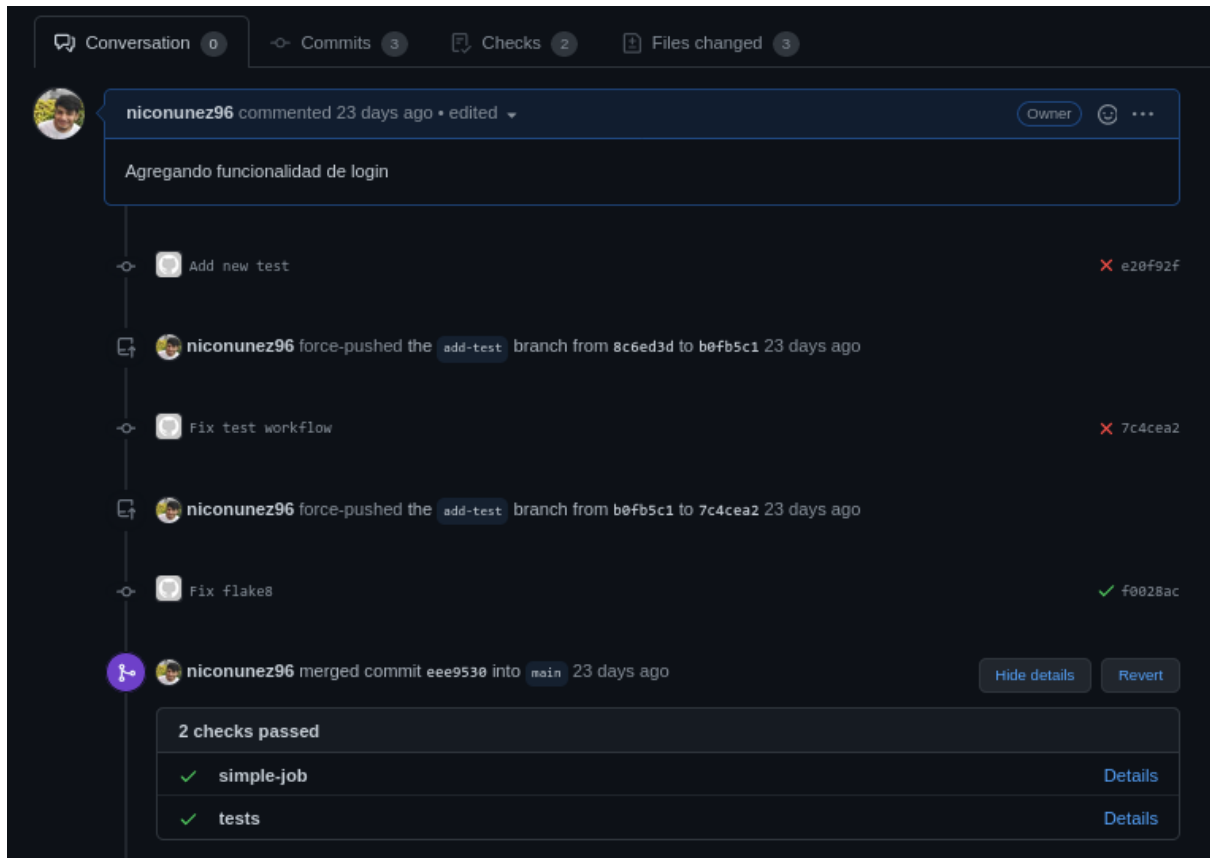 Conversation 0 Commits 3 Checks 2 Files changed 3
niconunez96 commented 23 days ago • edited Owner
Agregando funcionalidad de login
Add new test e20f92f
niconunez96 force-pushed the add-test branch from 8c6ed3d to b0fb5c1 23 days ago
Fix test workflow 7c4cea2
niconunez96 force-pushed the add-test branch from b0fb5c1 to 7c4cea2 23 days ago
Fix flake8 f0028ac
niconunez96 merged commit eee9530 into main 23 days ago Hide details Revert
2 checks passed
simple-job Details
tests Details